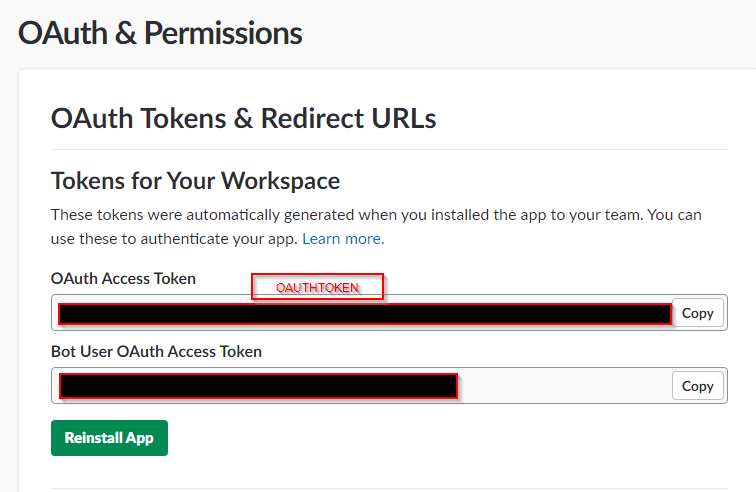 OAuth & Permissions
OAuth Tokens & Redirect URLs
Tokens for Your Workspace
These tokens were automatically generated when you installed the app to your team. You can
use these to authenticate your app. Learn more.
OAuth Access Token
OAUTHTOKEN
Copy
Bot User OAuth Access Token
Copy
Reinstall App